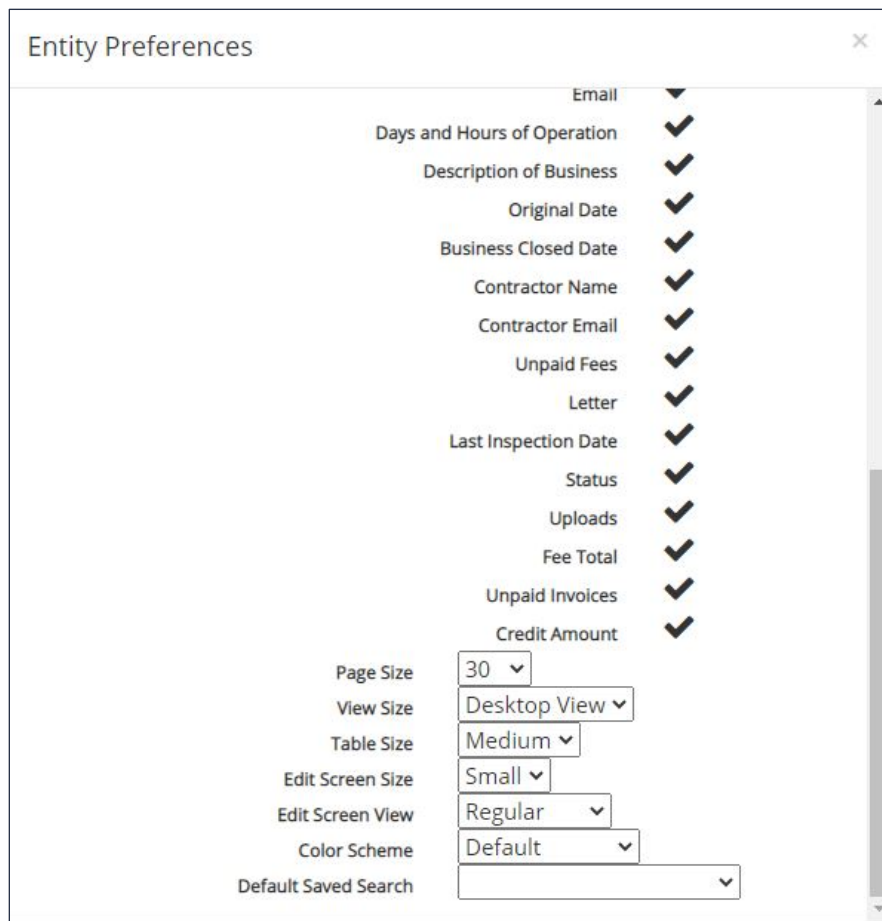 Entity Preferences ×
Email
Days and Hours of Operation
Description of Business
Original Date
Business Closed Date
Contractor Name
Contractor Email
Unpaid Fees
Letter
Last Inspection Date
Status
Uploads
Fee Total
Unpaid Invoices
Credit Amount
Page Size 30
View Size Desktop View
Table Size Medium
Edit Screen Size Small
Edit Screen View Regular
Color Scheme Default
Default Saved Search